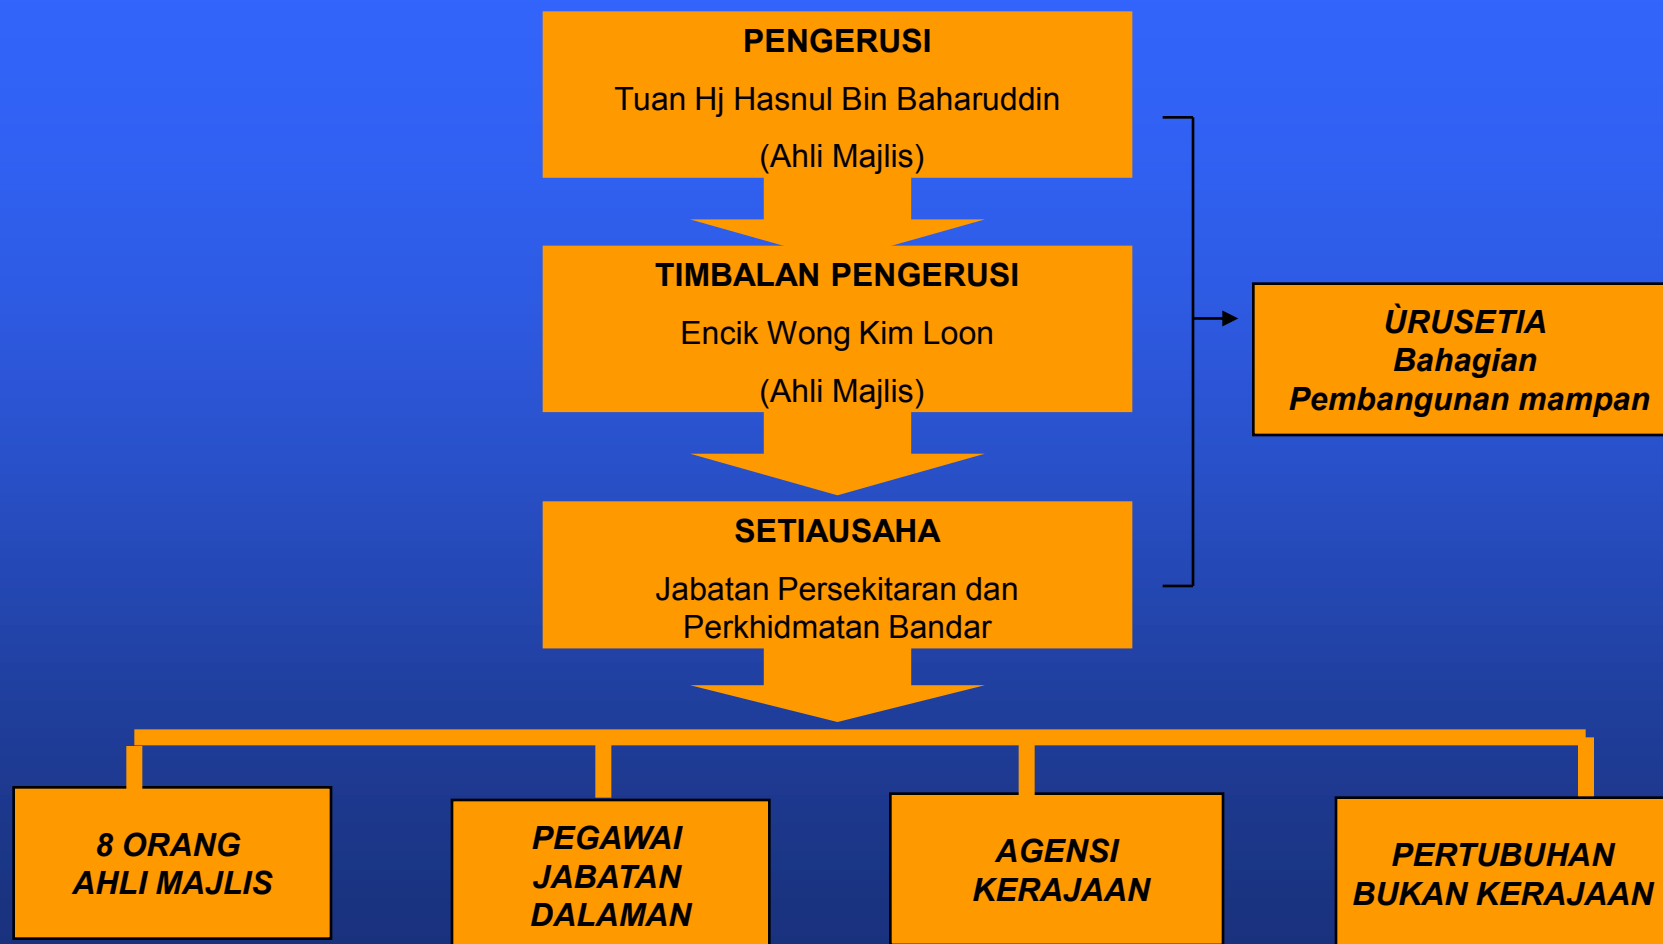 PENGERUSI
Tuan Hj Hasnul Bin Baharuddin
(Ahli Majlis)
TIMBALAN PENGERUSI
Encik Wong Kim Loon
(Ahli Majlis)
ÙRUSETIA
Bahagian
Pembangunan mampan
SETIAUSAHA
Jabatan Persekitaran dan
Perkhidmatan Bandar
8 ORANG
AHLI MAJLIS
PEGAWAI
JABATAN
DALAMAN
AGENSI
KERAJAAN
PERTUBUHAN
BUKAN KERAJAAN